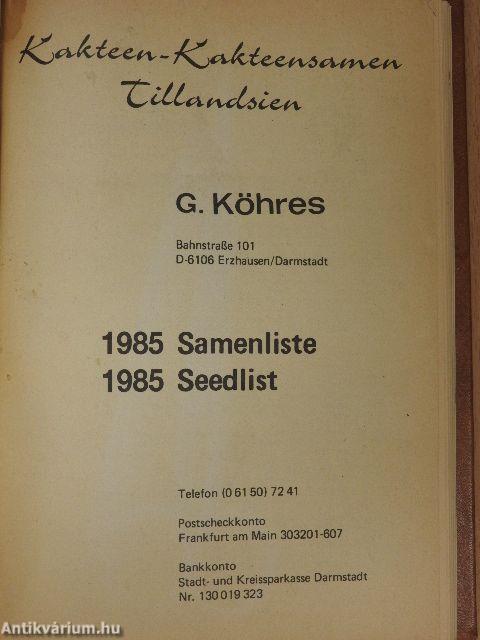 Kakteen-Kakteensamen
Tillandsien
G. Köhres
Bahnstraße 101
D-6106 Erzhausen/Darmstadt
1985 Samenliste
1985 Seedlist
Telefon (0 61 50) 72 41
Postscheckkonto
Frankfurt am Main 303201-607
Bankkonto
Stadt- und Kreissparkasse Darmstadt
Nr. 130 019 323
Antikvárium.hu